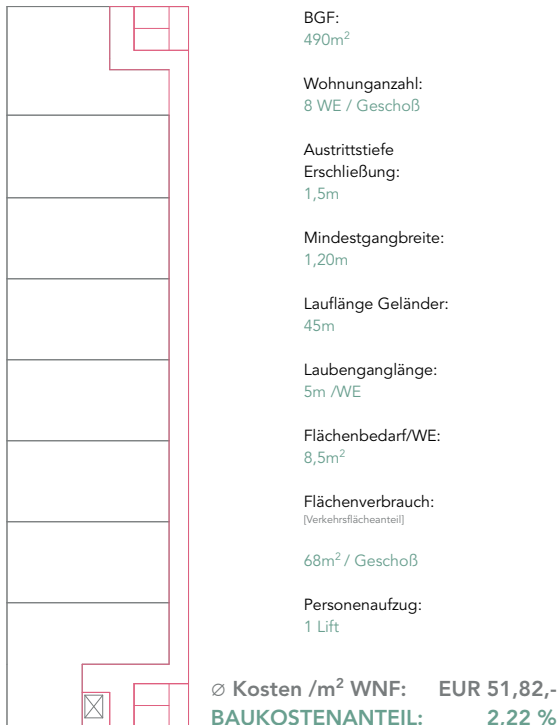 BGF:
490m²
Wohnunganzahl:
8 WE / Geschoß
Austrittstiefe
Erschließung:
1,5m
Mindestgangbreite:
1,20m
Lauflänge Geländer:
45m
Laubenganglänge:
5m /WE
Flächenbedarf/WE:
8,5m²
Flächenverbrauch:
[Verkehrsflächeanteil]
68m² / Geschoß
Personenaufzug:
1 Lift
∅ Kosten /m² WNF: EUR 51,82,-
BAUKOSTENANTEIL: 2,22 %